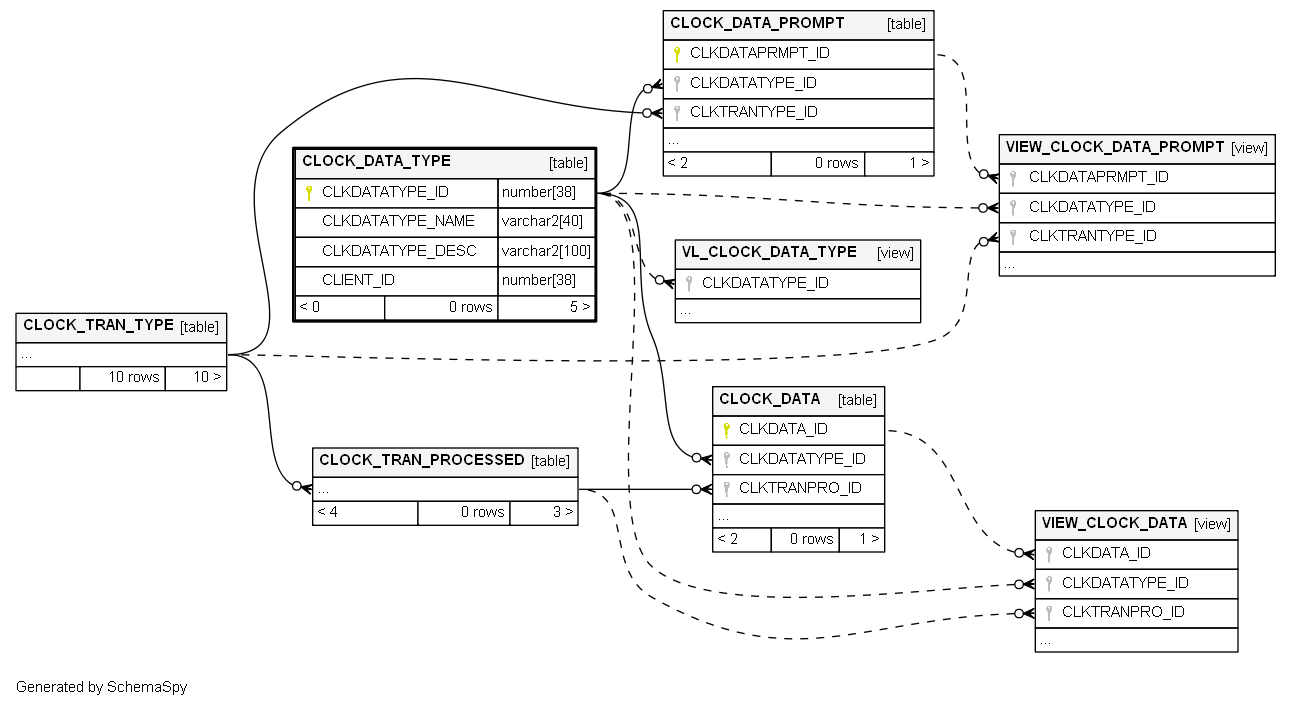 CLOCK_DATA_PROMPT [table]
CLKDATAPRMPT_ID
CLKDATATYPE_ID
CLKTRANTYPE_ID
...
< 2 0 rows 1 >
VIEW_CLOCK_DATA_PROMPT [view]
CLKDATAPRMPT_ID
CLKDATATYPE_ID
CLKTRANTYPE_ID
...
CLOCK_DATA_TYPE [table]
CLKDATATYPE_ID number[38]
CLKDATATYPE_NAME varchar2[40]
CLKDATATYPE_DESC varchar2[100]
CLIENT_ID number[38]
< 0 0 rows 5 >
VL_CLOCK_DATA_TYPE [view]
CLKDATATYPE_ID
...
CLOCK_TRAN_TYPE [table]
...
10 rows 10 >
CLOCK_DATA [table]
CLKDATA_ID
CLKDATATYPE_ID
CLKTRANPRO_ID
...
< 2 0 rows 1 >
CLOCK_TRAN_PROCESSED [table]
...
< 4 0 rows 3 >
VIEW_CLOCK_DATA [view]
CLKDATA_ID
CLKDATATYPE_ID
CLKTRANPRO_ID
...
Generated by SchemaSpy